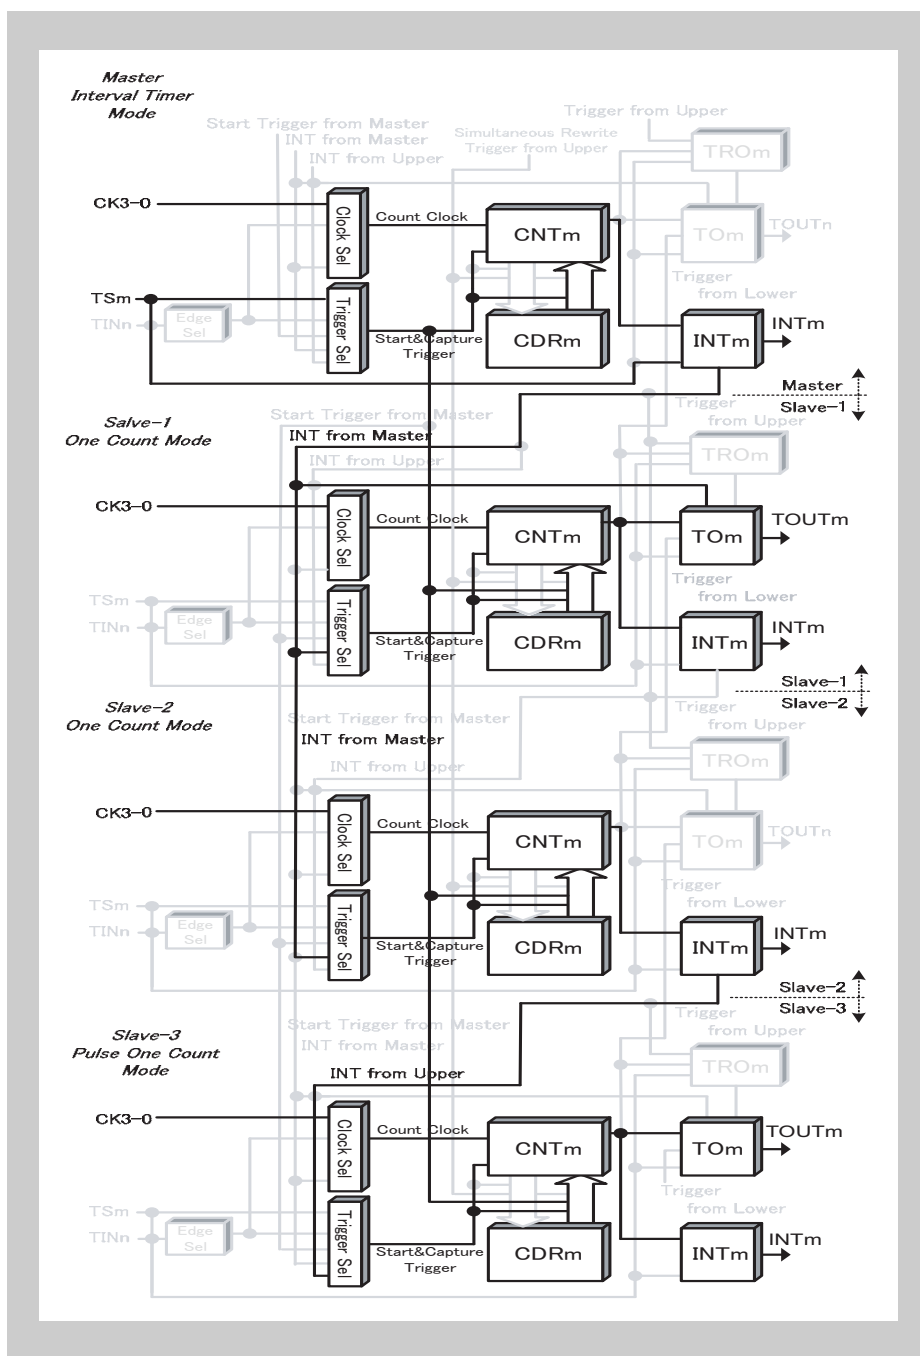 Master
Interval Timer
Mode
Trigger from Upper
Start Trigger from Master
INT from Master
INT from Upper
Simultaneous Rewrite
Trigger from Upper
TROm
CK3-0
Clock Sel
Count Clock
CNTm
TOm
TOUTn
Trigger
from Lower
TSm
TINn
Edge
Sel
Trigger Sel
Start&Capture
Trigger
CDRm
INTm
INTm
Master
Slave-1
Salve-1
One Count Mode
Start Trigger from Master
INT from Master
INT from Upper
Trigger
from Upper
TROm
CK3-0
Clock Sel
Count Clock
CNTm
TOm
TOUTm
Trigger
from Lower
TSm
TINn
Edge
Sel
Trigger Sel
Start&Capture
Trigger
CDRm
INTm
INTm
Slave-1
Slave-2
Slave-2
One Count Mode
Start Trigger from Master
INT from Master
INT from Upper
Trigger
from Upper
TROm
CK3-0
Clock Sel
Count Clock
CNTm
TOm
TOUTn
Trigger
from Lower
TSm
TINn
Edge
Sel
Trigger Sel
Start&Capture
Trigger
CDRm
INTm
INTm
Slave-2
Slave-3
Slave-3
Pulse One Count
Mode
Start Trigger from Master
INT from Master
INT from Upper
Trigger
from Upper
TROm
CK3-0
Clock Sel
Count Clock
CNTm
TOm
TOUTm
Trigger
from Lower
TSm
TINn
Edge
Sel
Trigger Sel
Start&Capture
Trigger
CDRm
INTm
INTm